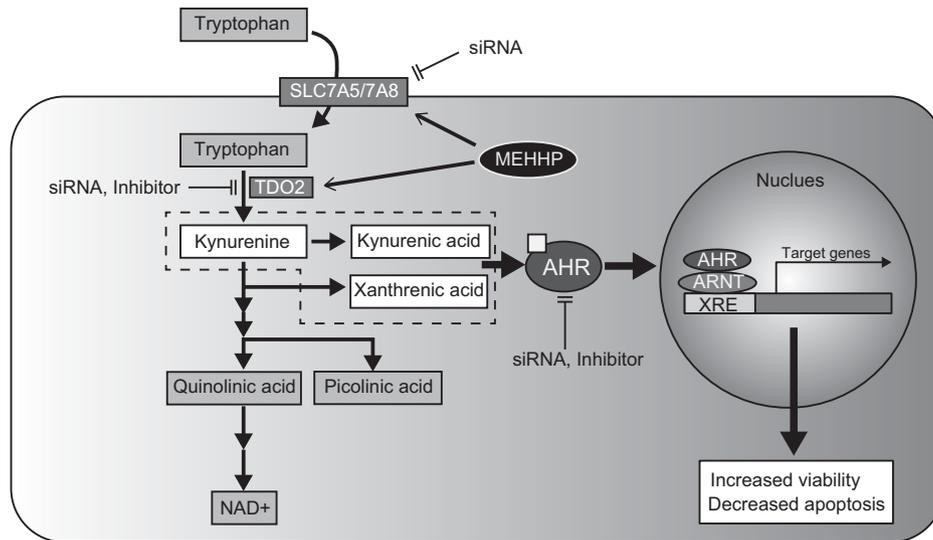 Tryptophan
siRNA
SLC7A5/7A8
Tryptophan
MEHHP
siRNA, Inhibitor
TDO2
Nuclues
Kynurenine
Kynurenic acid
Xanthrenic acid
AHR
AHR
ARNT
XRE
Target genes
siRNA, Inhibitor
Quinolinic acid
Picolinic acid
NAD+
Increased viability
Decreased apoptosis